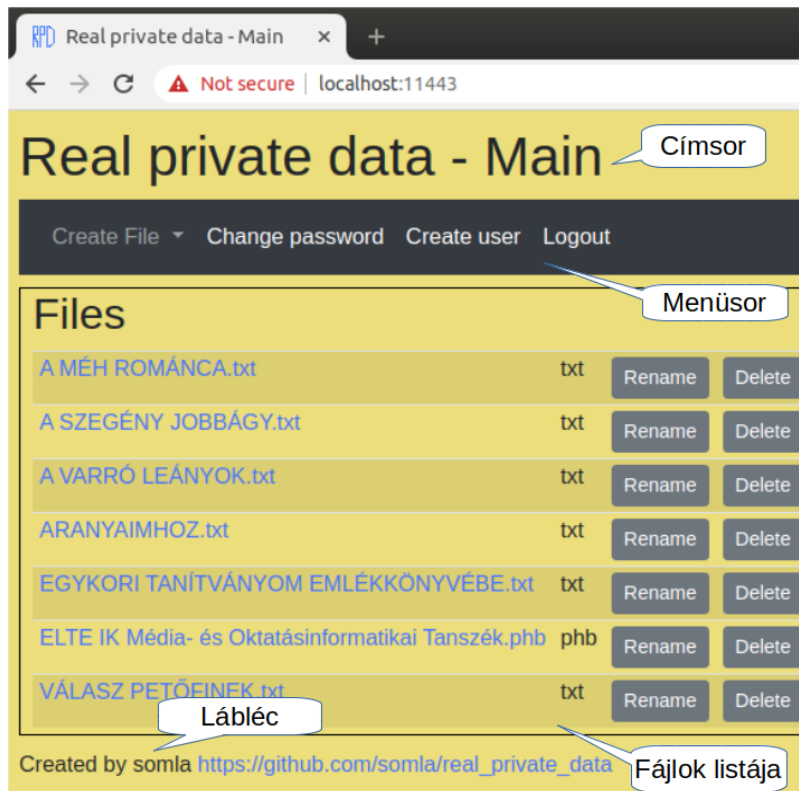 RPD Real private data - Main × +
Not secure localhost:11443
Real private data - Main
Címsor
Create File Change password Create user Logout
Menüsor
Files
A MÉH ROMÁNCA.txt txt Rename Delete
A SZEGÉNY JOBBÁGY.txt txt Rename Delete
A VARRÓ LEÁNYOK.txt txt Rename Delete
ARANYAIMHOZ.txt txt Rename Delete
EGYKORI TANÍTVÁNYOM EMLÉKKÖNYVÉBE.txt txt Rename Delete
ELTE IK Média- és Oktatásinformatikai Tanszék.phb phb Rename Delete
VÁLASZ PETŐFINEK.txt txt Rename Delete
Lábléc
Created by somla https://github.com/somla/real_private_data
Fájlok listája